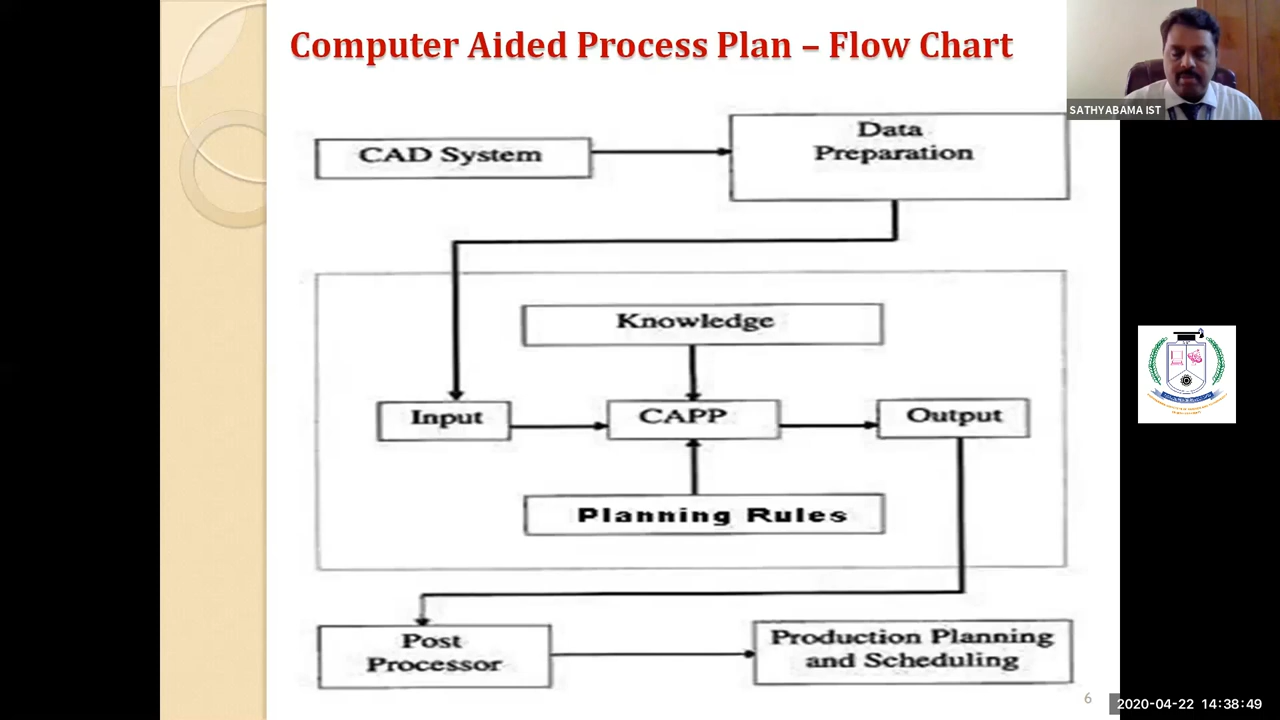 Computer Aided Process Plan – Flow Chart
SATHYABAMA IST
CAD System
Data
Preparation
Knowledge
Input
CAPP
Output
Planning Rules
Post
Processor
Production Planning
and Scheduling
6
2020-04-22 14:38:49